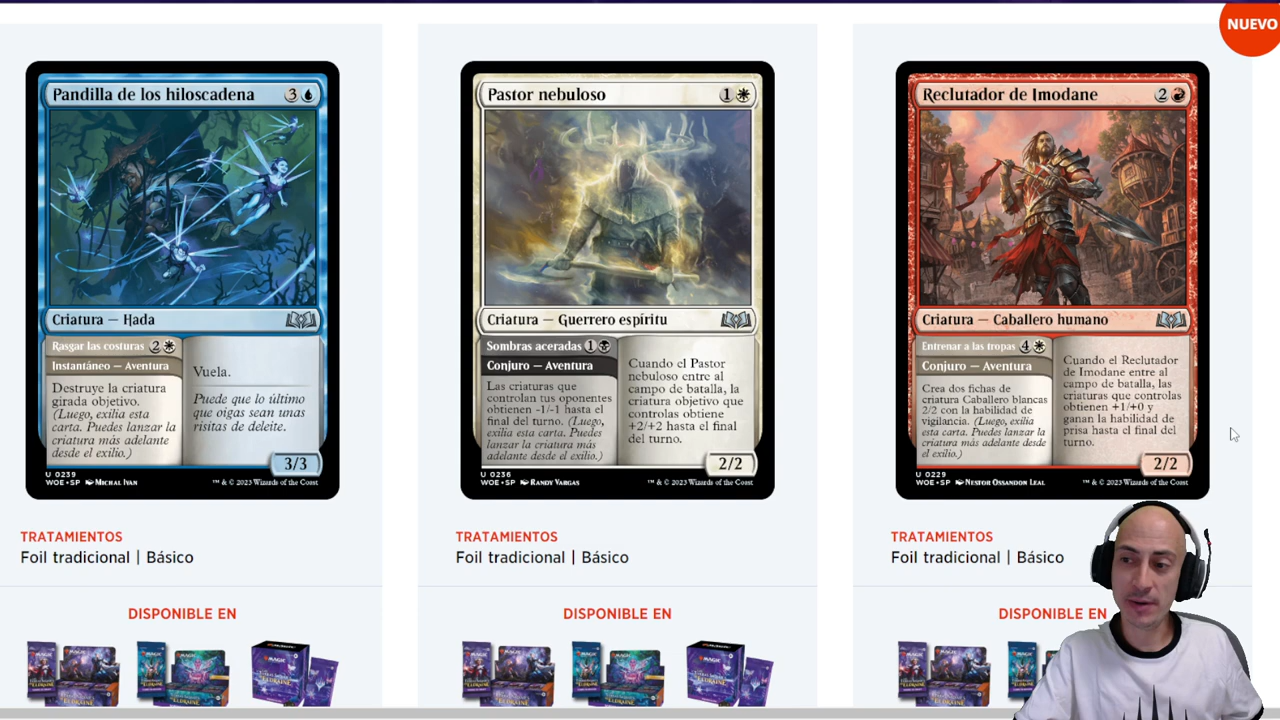 NUEVO
Pandilla de los hiloscadena 3
Criatura — Hada
Rasgar las costuras 2
Instantáneo — Aventura
Destruye la criatura
girada objetivo.
(Luego, exilia esta
carta. Puedes lanzar la
criatura más adelante
desde el exilio.)
Vuela.
Puede que lo último
que oigas sean unas
risitas de deleite.
3/3
U 0239
WOE • SP MICHAL IVAN
™ & © 2023 Wizards of the Coast
TRATAMIENTOS
Foil tradicional | Básico
DISPONIBLE EN
Pastor nebuloso 1
Criatura — Guerrero espíritu
Sombras aceradas 1
Conjuro — Aventura
Las criaturas que
controlan tus oponentes
obtienen -1/-1 hasta el
final del turno. (Luego,
exilia esta carta. Puedes
lanzar la criatura más
adelante desde el exilio.)
Cuando el Pastor
nebuloso entre al
campo de batalla, la
criatura objetivo que
controlas obtiene
+2/+2 hasta el final
del turno.
2/2
U 0236
WOE • SP RANDY VARGAS
™ & © 2023 Wizards of the Coast
TRATAMIENTOS
Foil tradicional | Básico
DISPONIBLE EN
Reclutador de Imodane 2
Criatura — Caballero humano
Entrenar a las tropas 4
Conjuro — Aventura
Crea dos fichas de
criatura Caballero blancas
2/2 con la habilidad de
vigilancia. (Luego, exilia
esta carta. Puedes lanzar la
criatura más adelante desde
el exilio.)
Cuando el Reclutador
de Imodane entre al
campo de batalla, las
criaturas que controlas
obtienen +1/+0 y
ganan la habilidad de
prisa hasta el final del
turno.
2/2
U 0229
WOE • SP NESTOR OSSANDON LEAL
™ & © 2023 Wizards of the Coast
TRATAMIENTOS
Foil tradicional | Básico
DISPONIBLE EN